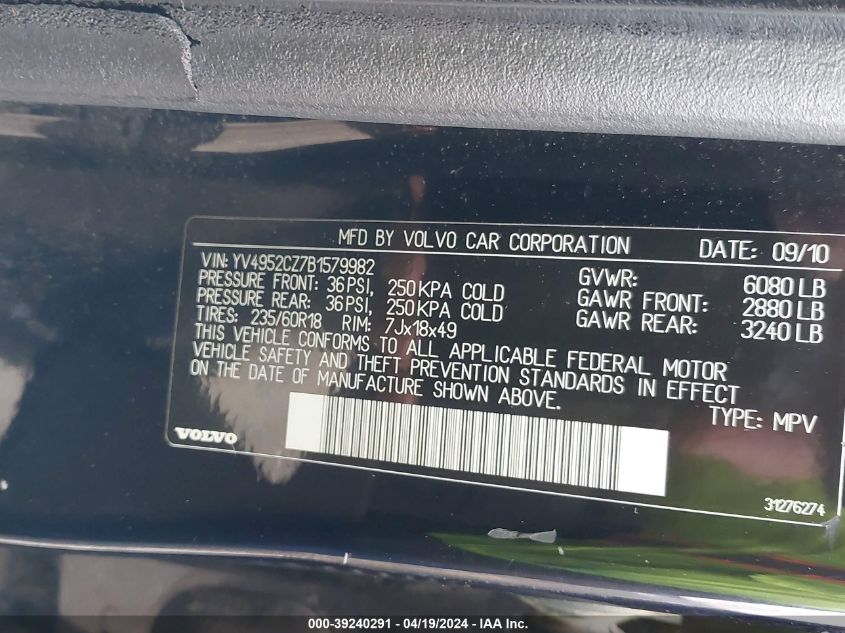 MFD BY VOLVO CAR CORPORATION DATE: 09/10
VIN: YV4952CZ7B1579982 GVWR: 6080 LB
PRESSURE FRONT: 36 PSI, 250 KPA COLD GAWR FRONT: 2880 LB
PRESSURE REAR: 36 PSI, 250 KPA COLD GAWR REAR: 3240 LB
TIRES: 235/60R18 RIM: 7Jx18x49
THIS VEHICLE CONFORMS TO ALL APPLICABLE FEDERAL MOTOR
VEHICLE SAFETY AND THEFT PREVENTION STANDARDS IN EFFECT
ON THE DATE OF MANUFACTURE SHOWN ABOVE.
TYPE: MPV
VOLVO
31276274
000-39240291 - 04/19/2024 - IAA Inc.